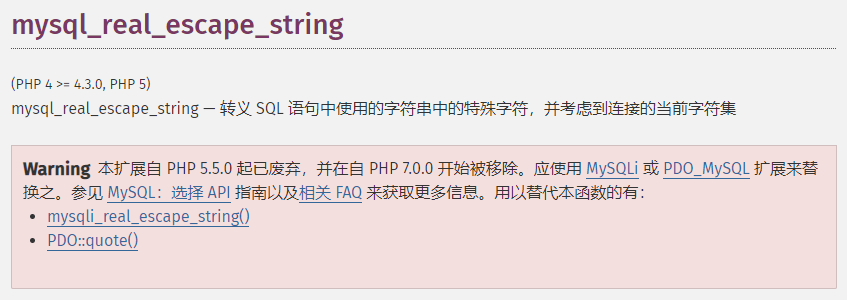 mysql_real_escape_string
(PHP 4 >= 4.3.0, PHP 5)
mysql_real_escape_string — 转义 SQL 语句中使用的字符串中的特殊字符，并考虑到连接的当前字符集
Warning 本扩展自 PHP 5.5.0 起已废弃，并在自 PHP 7.0.0 开始被移除。应使用 MySQLi 或 PDO_MySQL 扩展来替
换之。参见 MySQL：选择 API 指南以及相关 FAQ 来获取更多信息。用以替代本函数的有：
• mysqli_real_escape_string()
• PDO::quote()